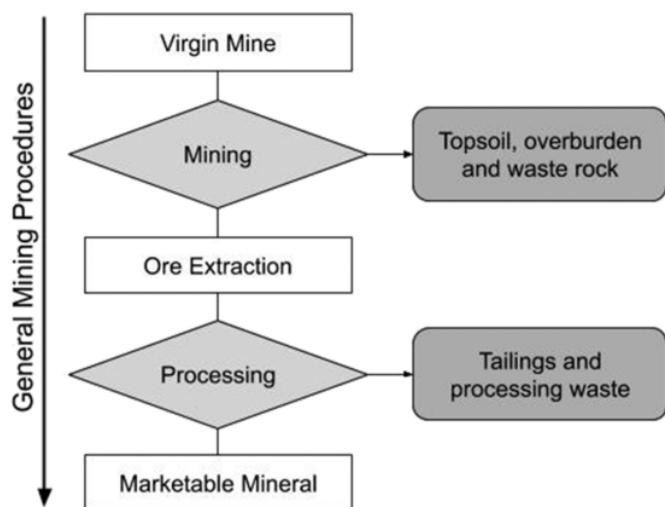 General Mining Procedures
Virgin Mine
Mining
Topsoil, overburden
and waste rock
Ore Extraction
Processing
Tailings and
processing waste
Marketable Mineral